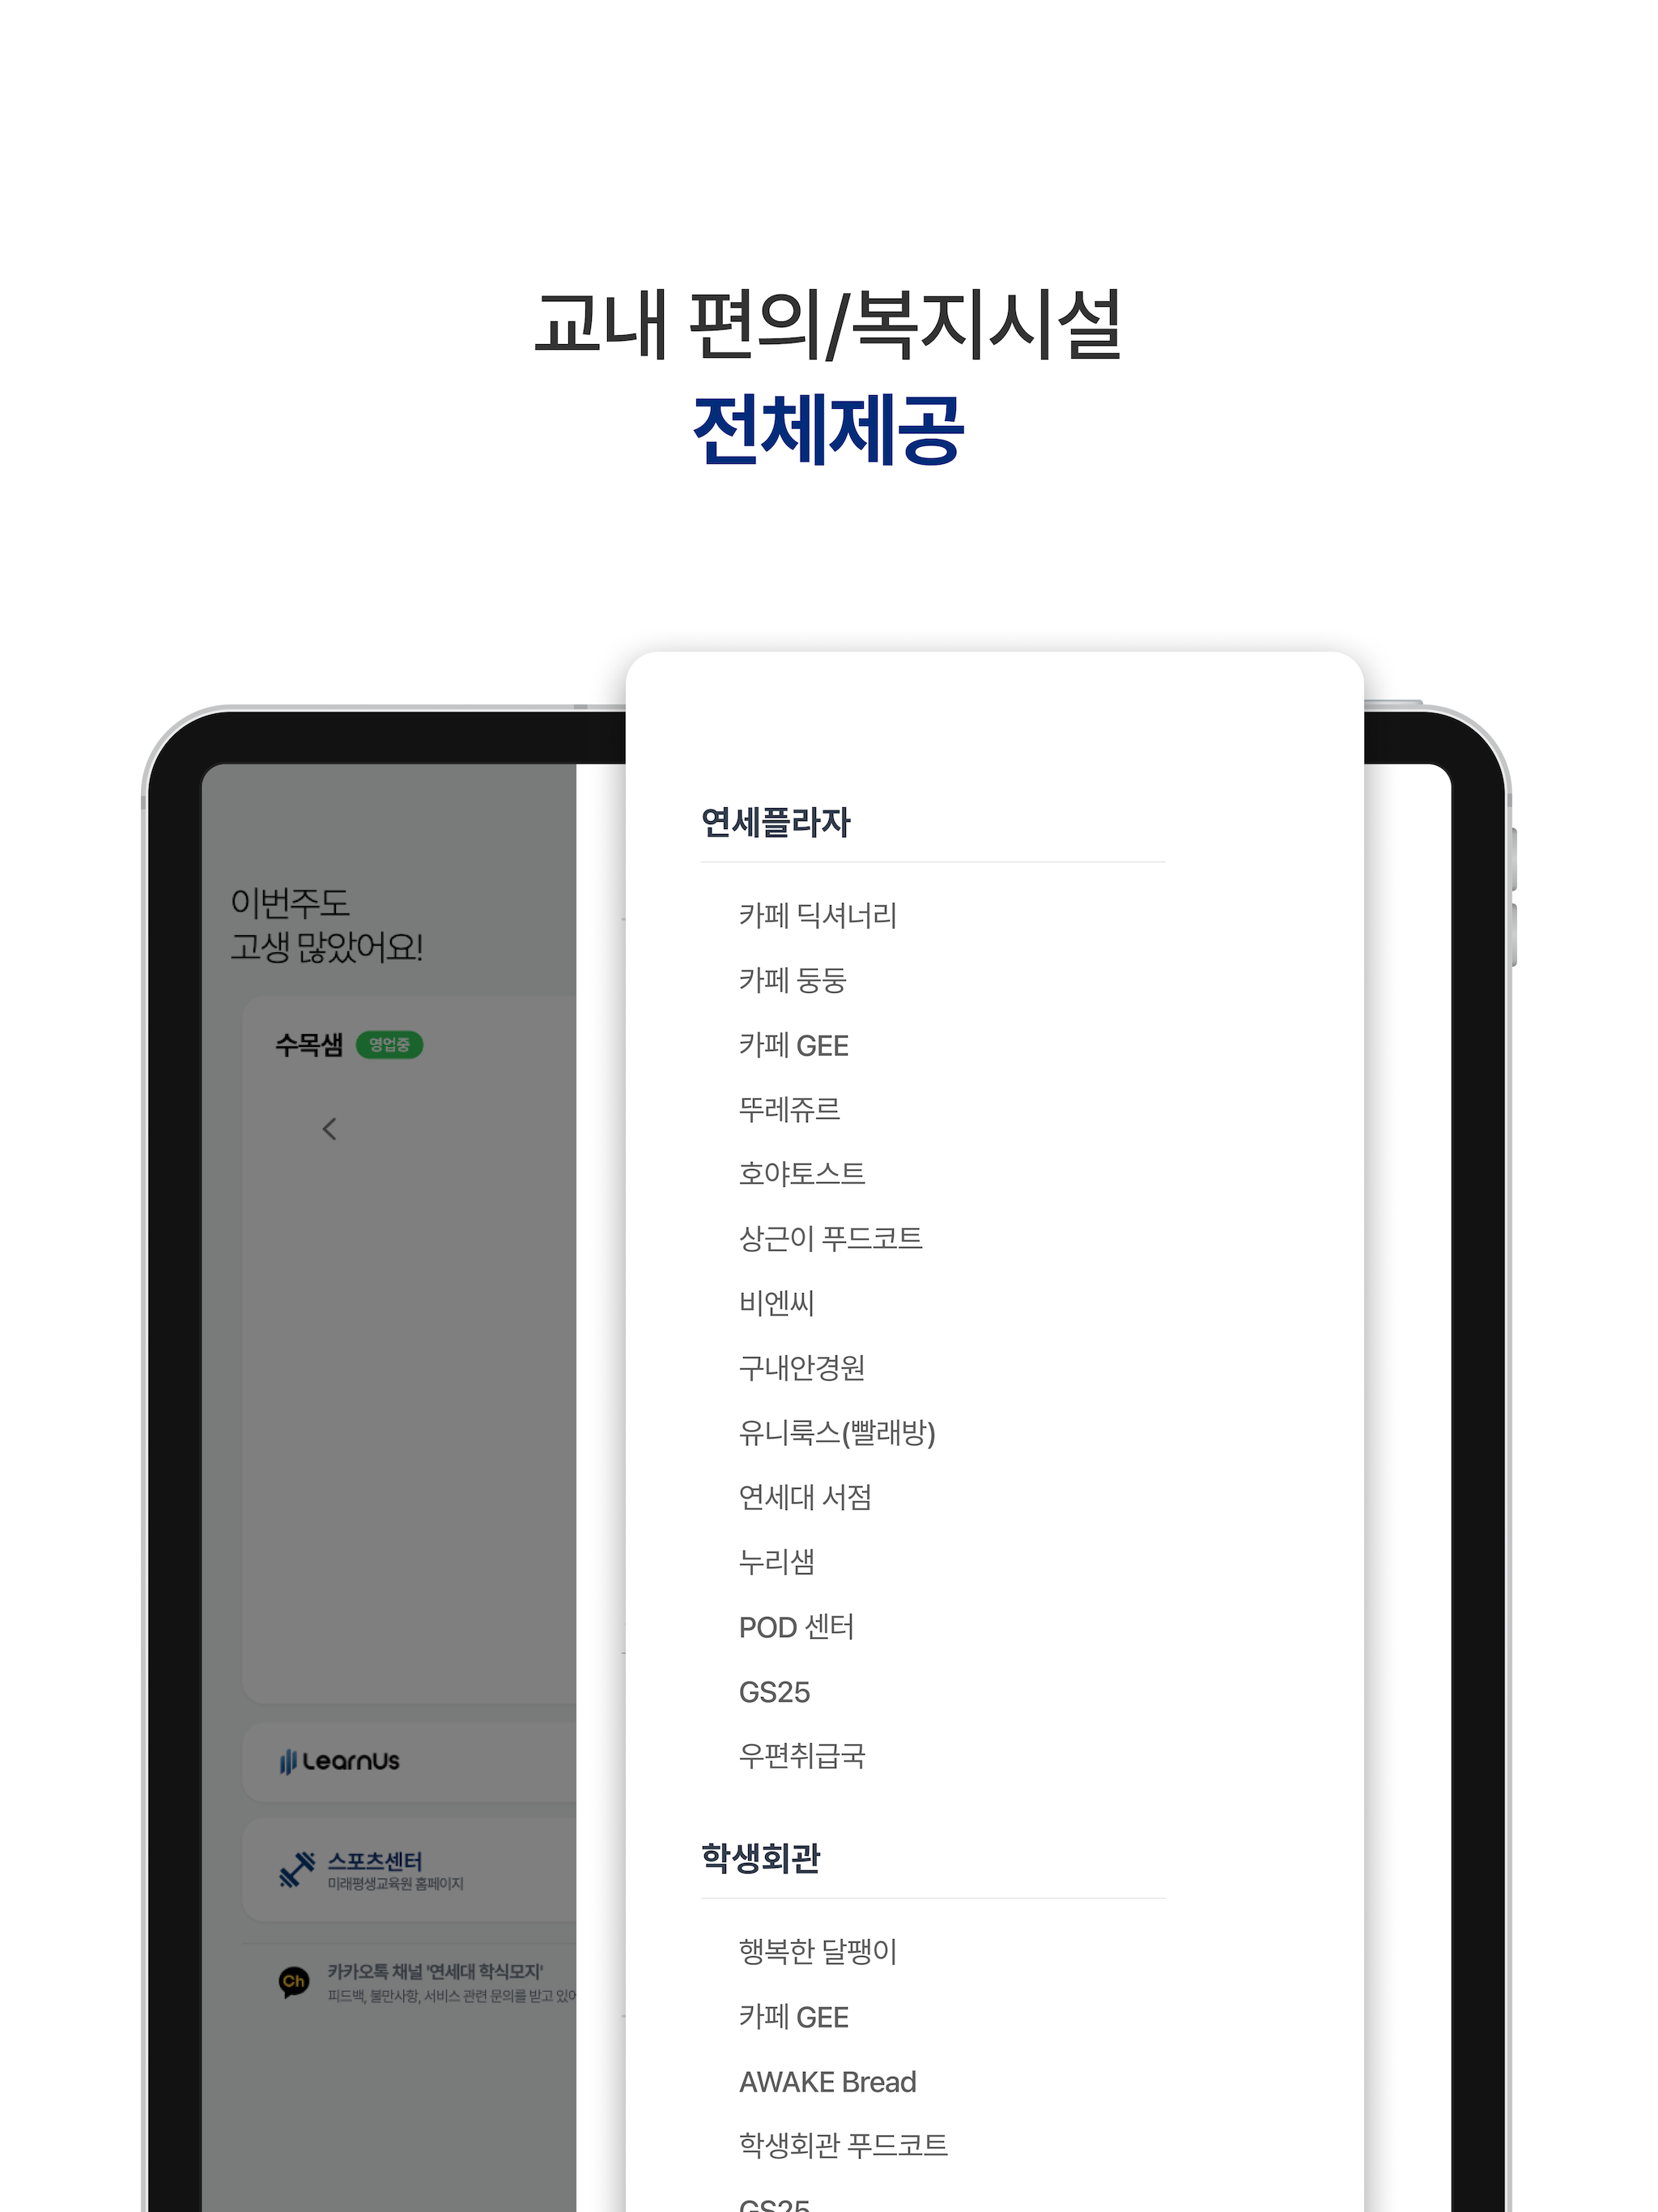 교내 편의/복지시설
전체제공
이번주도
고생 많았어요!
수목샘 영업중
LearnUs
스포츠센터
미래평생교육원 홈페이지
Ch
카카오톡 채널 '연세대 학식모지'
피드백, 불만사항, 서비스 관련 문의를 받고 있어
연세플라자
카페 딕셔너리
카페 둥둥
카페 GEE
뚜레쥬르
호야토스트
상근이 푸드코트
비엔씨
구내안경원
유니룩스(빨래방)
연세대 서점
누리샘
POD 센터
GS25
우편취급국
학생회관
행복한 달팽이
카페 GEE
AWAKE Bread
학생회관 푸드코트
GS25